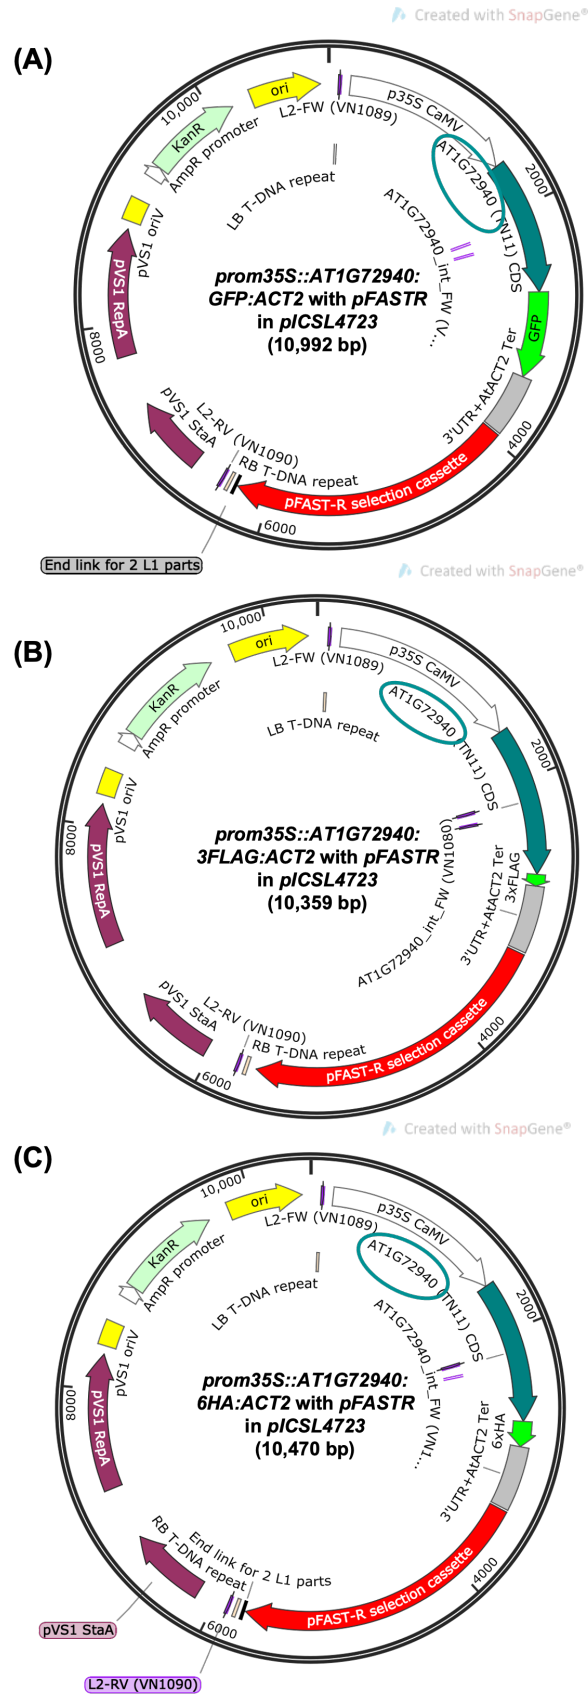 Created with SnapGene®
(A)
10,000
ori
L2-FW (VN1089)
p35S CaMV
KanR
AmpR promoter
LB T-DNA repeat
AT1G72940 (TN11) CDS
2000
AT1G72940_int_FW (V...
pVS1 oriV
pVS1 RepA
8000
prom35S::AT1G72940:
GFP:ACT2 with pFASTR
in pICSL4723
(10,992 bp)
GFP
3'UTR+AtACT2 Ter
4000
pVS1 StaA
L2-RV (VN1090)
RB T-DNA repeat
pFAST-R selection cassette
6000
End link for 2 L1 parts
Created with SnapGene®
(B)
10,000
ori
L2-FW (VN1089)
p35S CaMV
KanR
AmpR promoter
LB T-DNA repeat
AT1G72940 (TN11) CDS
2000
pVS1 oriV
8000
pVS1 RepA
AT1G72940_int_FW (VN1080)
prom35S::AT1G72940:
3FLAG:ACT2 with pFASTR
in pICSL4723
(10,359 bp)
3xFLAG
3'UTR+AtACT2 Ter
4000
pVS1 StaA
L2-RV (VN1090)
RB T-DNA repeat
pFAST-R selection cassette
6000
Created with SnapGene®
(C)
10,000
ori
L2-FW (VN1089)
p35S CaMV
KanR
AmpR promoter
LB T-DNA repeat
AT1G72940 (TN11) CDS
2000
AT1G72940_int_FW (VN1...
pVS1 oriV
8000
pVS1 RepA
prom35S::AT1G72940:
6HA:ACT2 with pFASTR
in pICSL4723
(10,470 bp)
6xHA
3'UTR+AtACT2 Ter
4000
End link for 2 L1 parts
RB T-DNA repeat
pFAST-R selection cassette
6000
pVS1 StaA
L2-RV (VN1090)